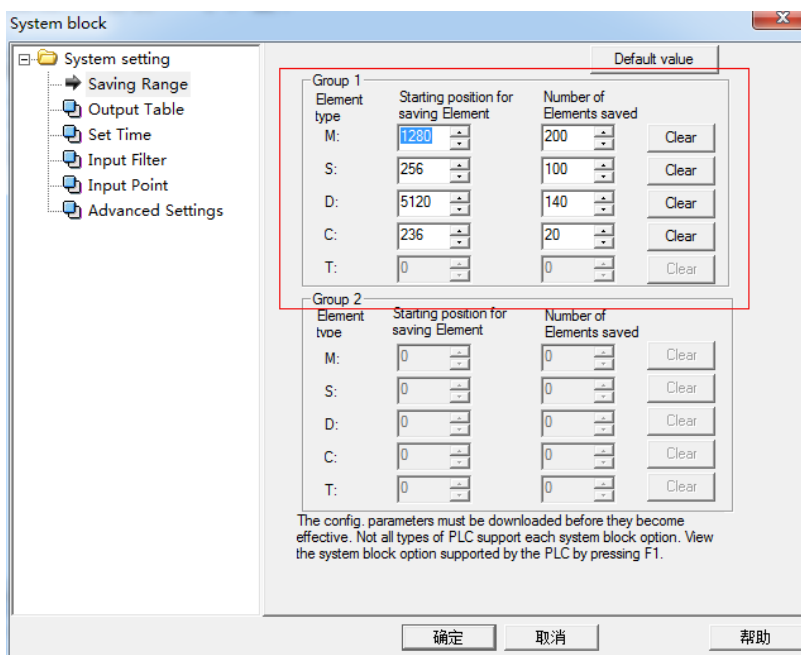 System block
System setting
Saving Range
Output Table
Set Time
Input Filter
Input Point
Advanced Settings
Default value
Group 1
Element type
Starting position for saving Element
Number of Elements saved
M: 1280 200 Clear
S: 256 100 Clear
D: 5120 140 Clear
C: 236 20 Clear
T: 0 0 Clear
Group 2
Element type
Starting position for saving Element
Number of Elements saved
M: 0 0 Clear
S: 0 0 Clear
D: 0 0 Clear
C: 0 0 Clear
T: 0 0 Clear
The config. parameters must be downloaded before they become
effective. Not all types of PLC support each system block option. View
the system block option supported by the PLC by pressing F1.
确定 取消 帮助